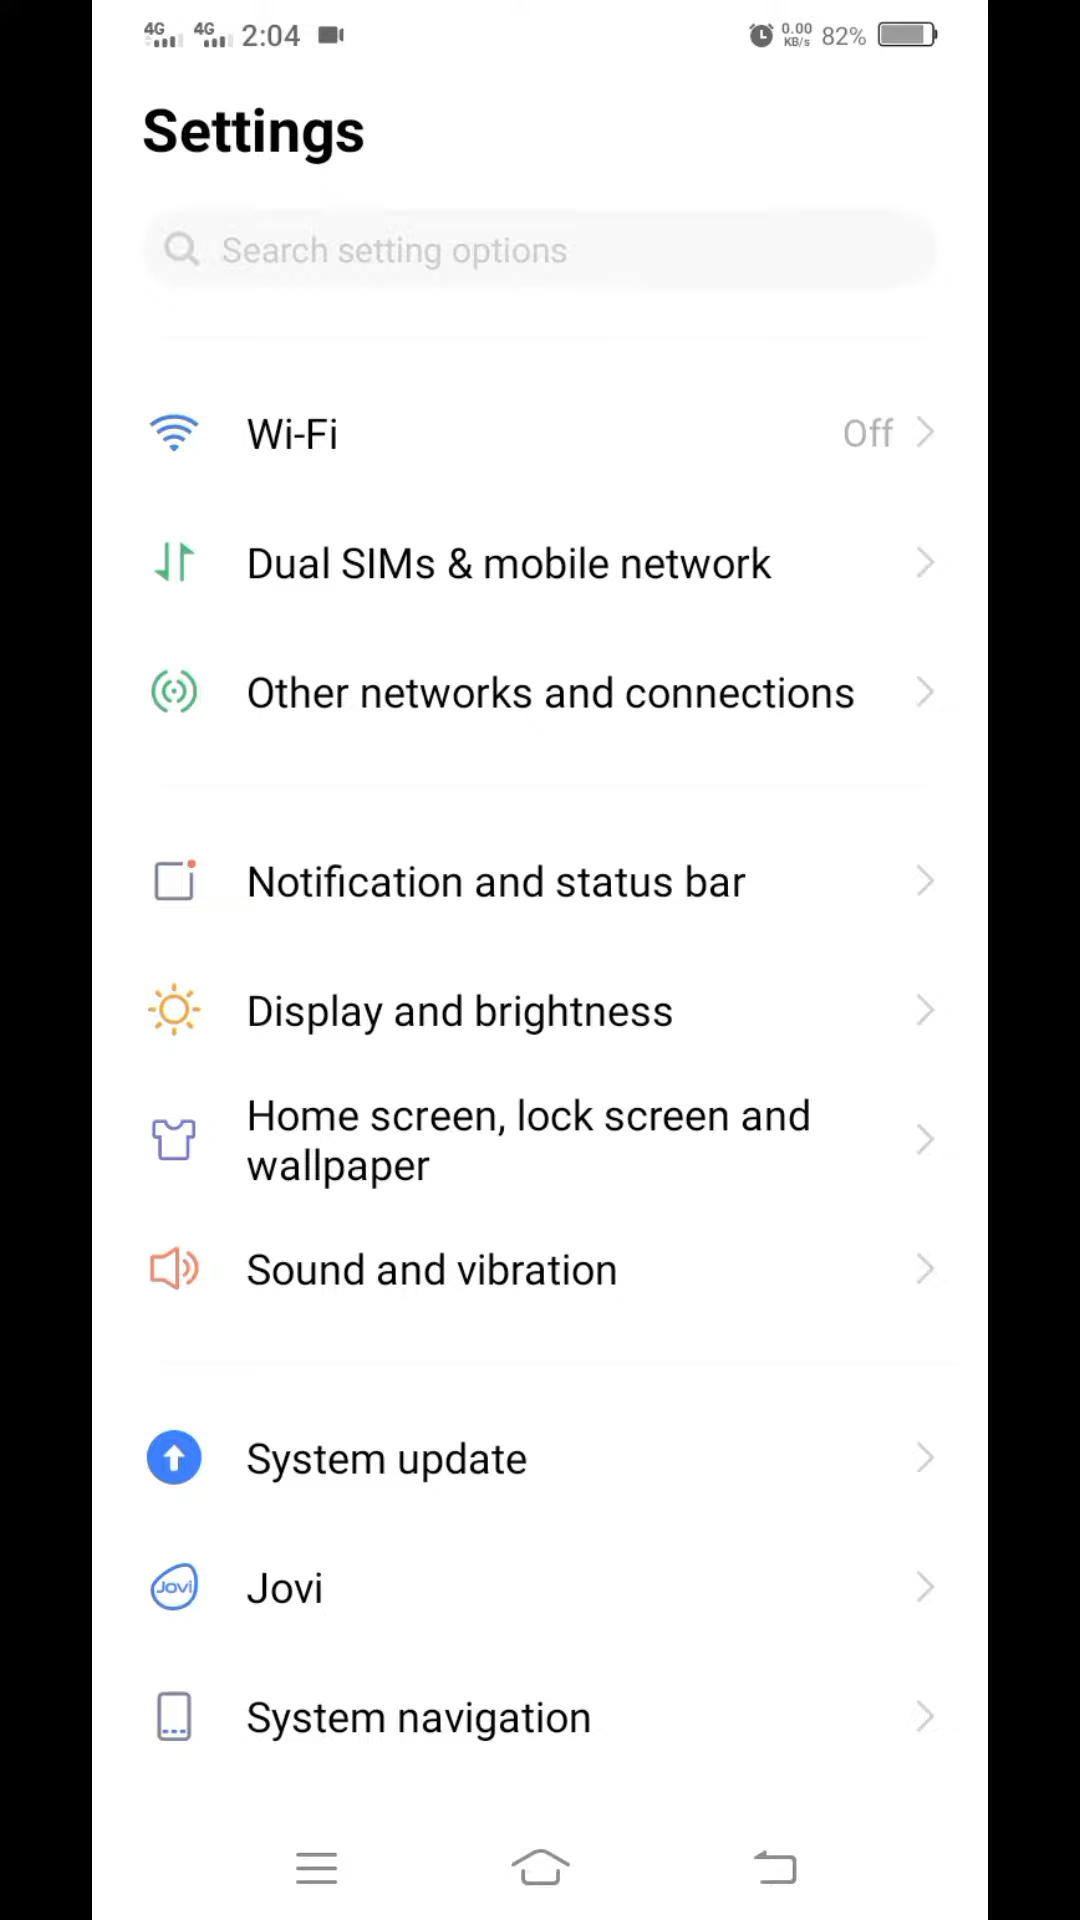 4G 4G 2:04 0.00 KB/s 82%
Settings
Search setting options
Wi-Fi Off
Dual SIMs & mobile network
Other networks and connections
Notification and status bar
Display and brightness
Home screen, lock screen and
wallpaper
Sound and vibration
System update
Jovi Jovi
System navigation